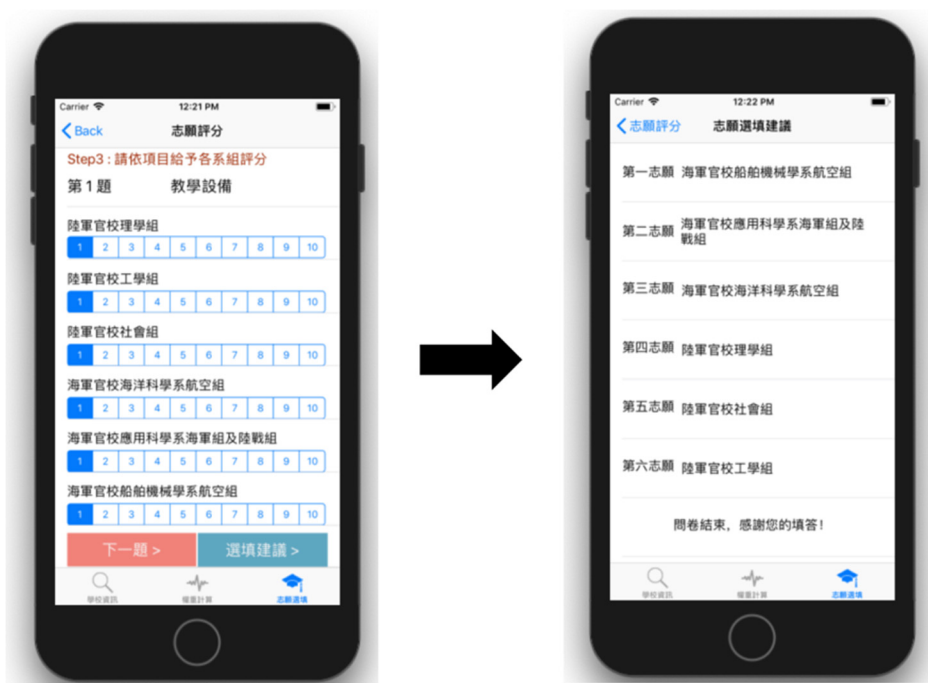 Carrier 12:21 PM
Back 志願評分
Step3 : 請依項目給予各系組評分
第 1 題 教學設備
陸軍官校理學組
1 2 3 4 5 6 7 8 9 10
陸軍官校工學組
1 2 3 4 5 6 7 8 9 10
陸軍官校社會組
1 2 3 4 5 6 7 8 9 10
海軍官校海洋科學系航空組
1 2 3 4 5 6 7 8 9 10
海軍官校應用科學系海軍組及陸戰組
1 2 3 4 5 6 7 8 9 10
海軍官校船舶機械學系航空組
1 2 3 4 5 6 7 8 9 10
下一題 > 選填建議 >
學校資訊 權重計算 志願選填
Carrier 12:22 PM
志願評分 志願選填建議
第一志願 海軍官校船舶機械學系航空組
第二志願 海軍官校應用科學系海軍組及陸
戰組
第三志願 海軍官校海洋科學系航空組
第四志願 陸軍官校理學組
第五志願 陸軍官校社會組
第六志願 陸軍官校工學組
問卷結束，感謝您的填答！
學校資訊 權重計算 志願選填